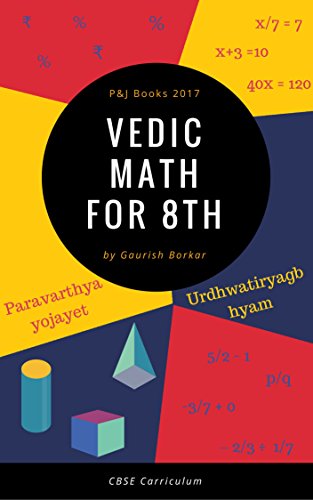 ₹ % ₹
% % ₹
x/7 = 7
x+3 =10
40x = 120
P&J Books 2017
VEDIC
MATH
FOR 8TH
by Gaurish Borkar
Paravarthya
yojayet
Urdhwatiryagb
hyam
5/2 - 1
p/q
-3/7 + 0
- 2/3 + 1/7
CBSE Carriculum